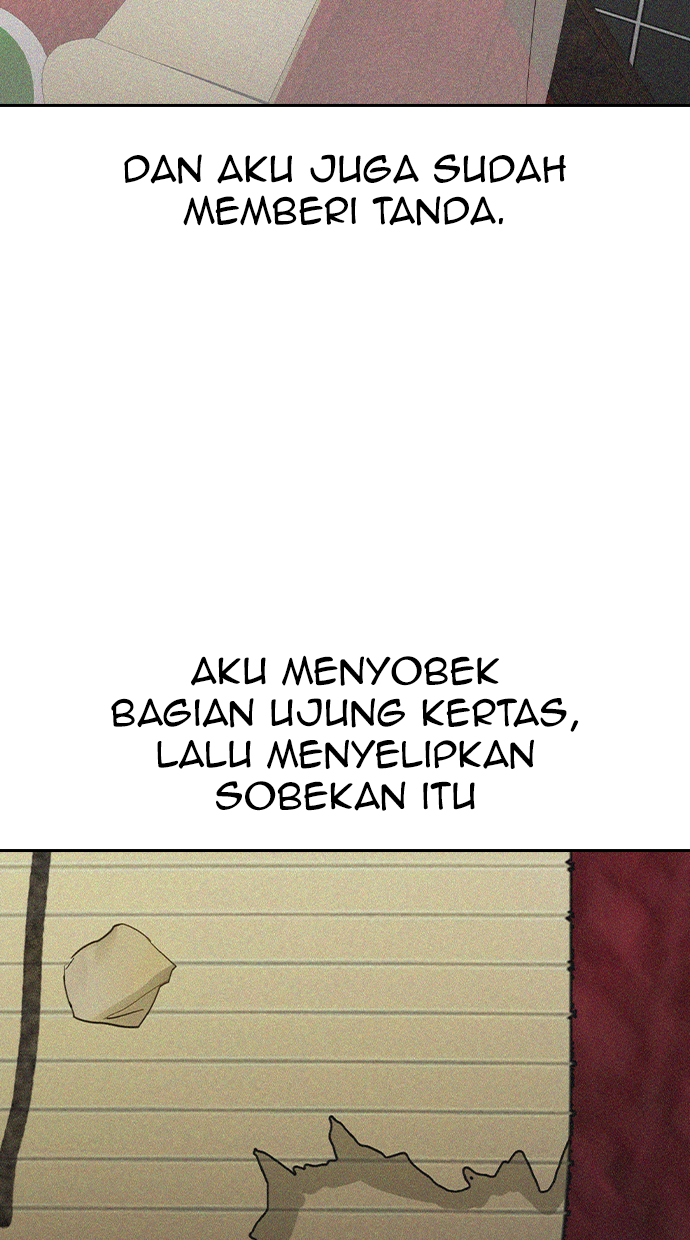 DAN AKU JUGA SUDAH
MEMBERI TANDA.
AKU MENYOBEK
BAGIAN UJUNG KERTAS,
LALU MENYELIPKAN
SOBEKAN ITU